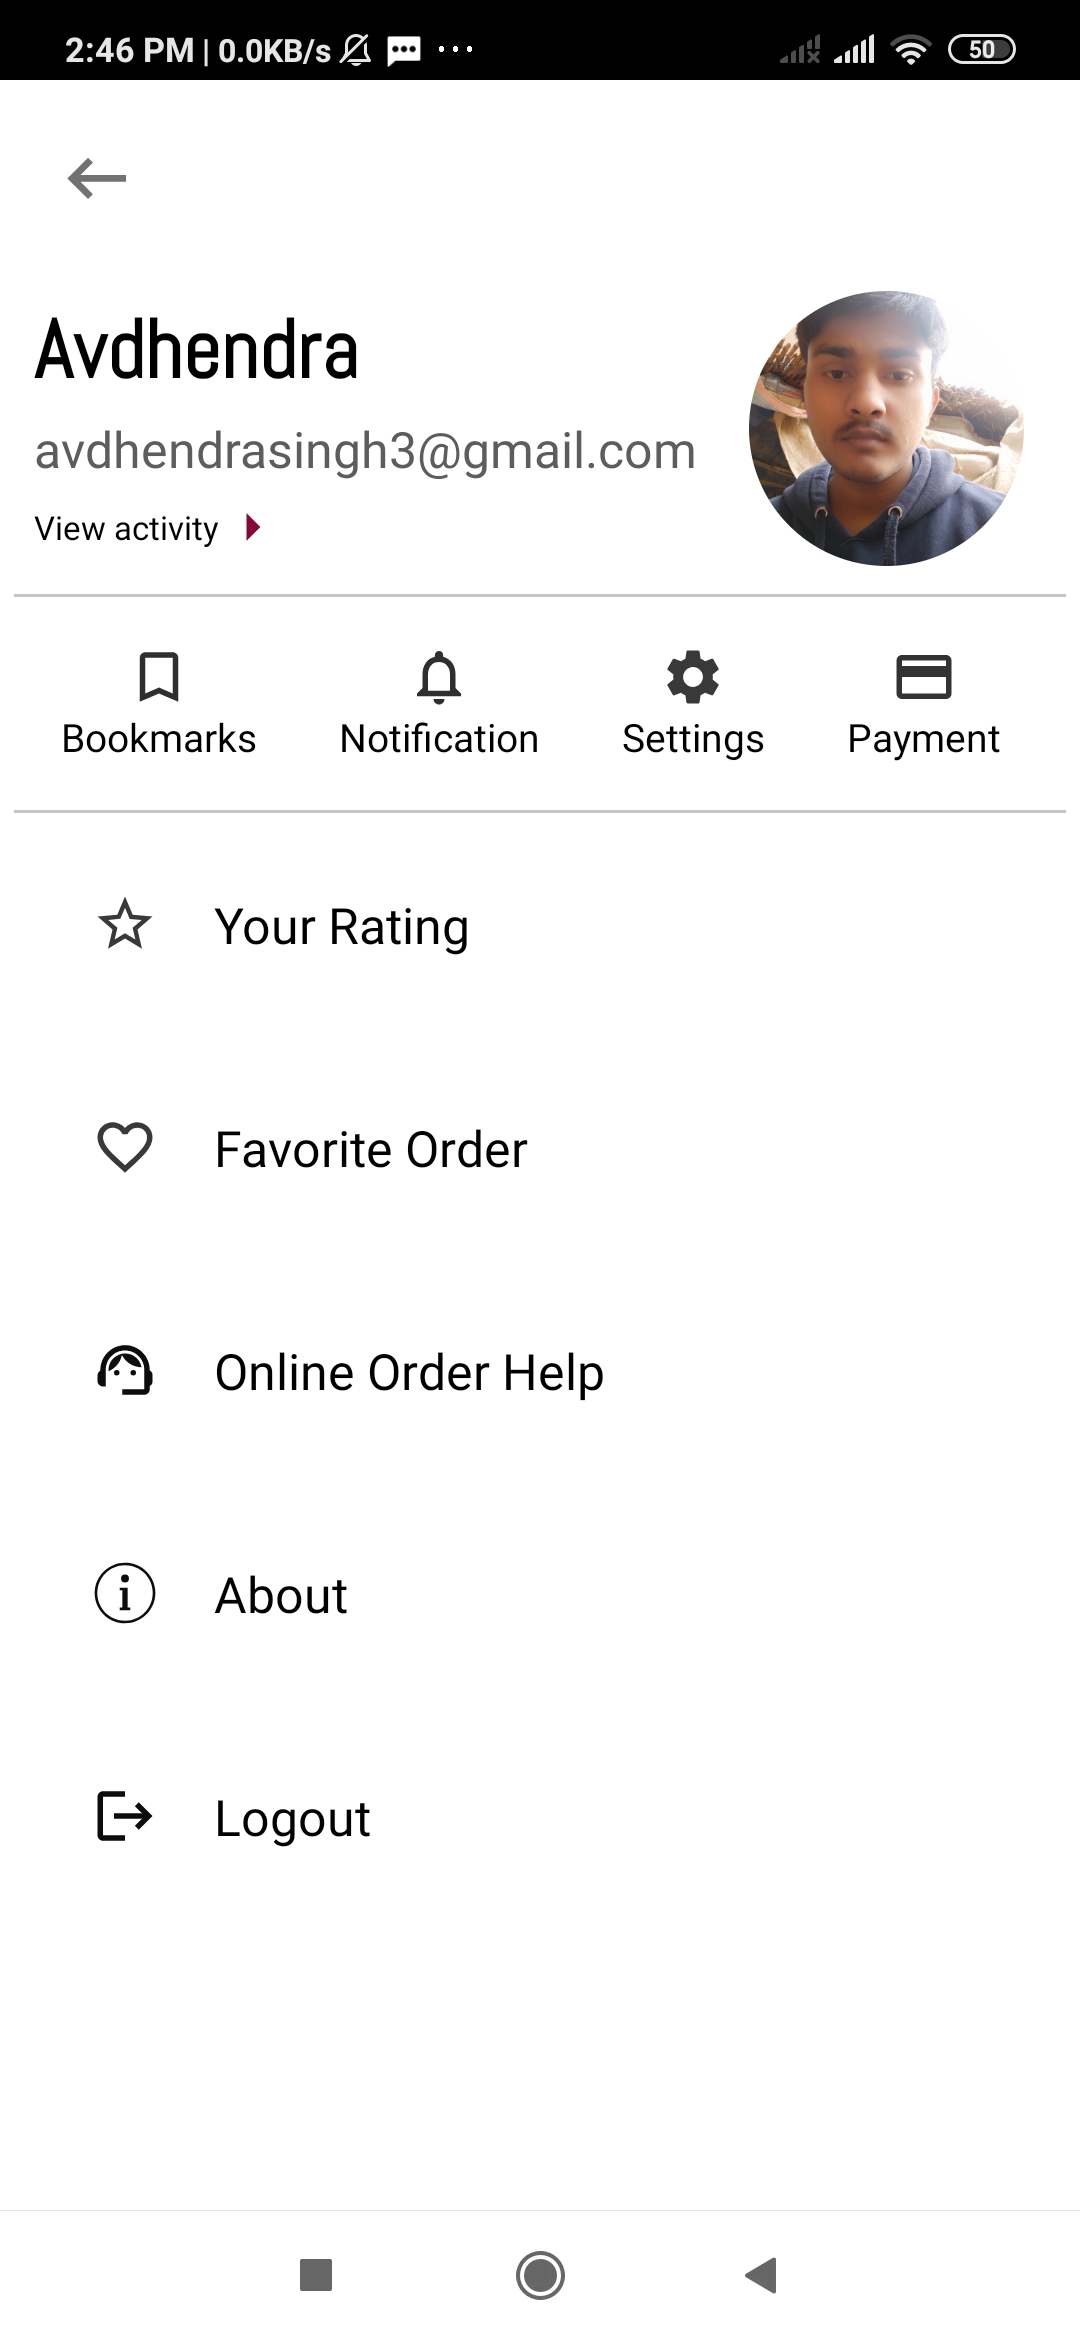 2:46 PM | 0.0KB/s ... 50
Avdhendra
avdhendrasingh3@gmail.com
View activity
Bookmarks Notification Settings Payment
Your Rating
Favorite Order
Online Order Help
About
Logout